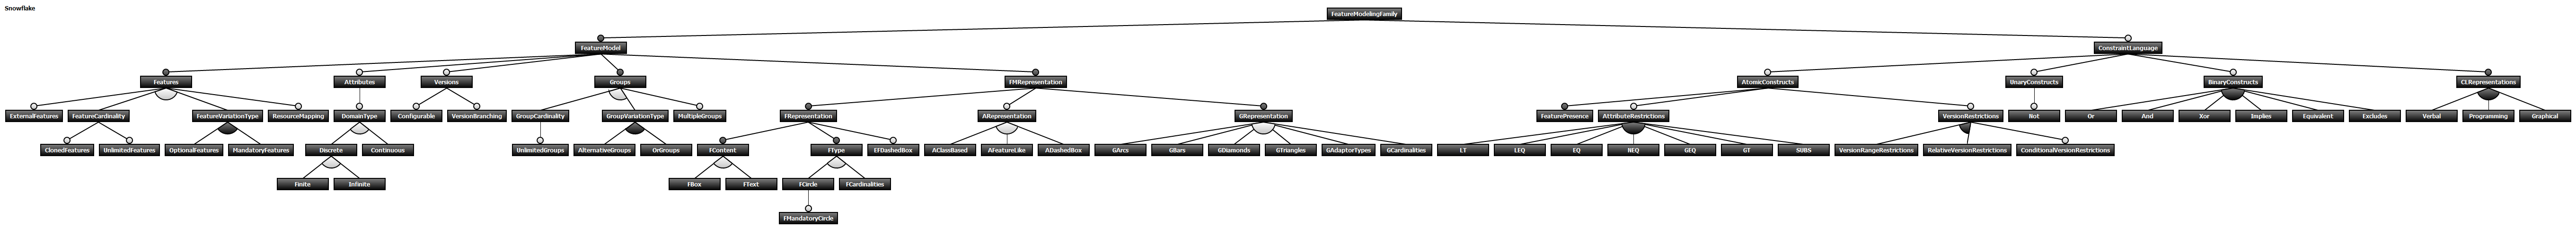 Snowflake
FeatureModelingFamily
FeatureModel
ConstraintLanguage
Features
Attributes
Versions
Groups
FMRepresentation
AtomicConstructs
UnaryConstructs
BinaryConstructs
CLRepresentations
ExternalFeatures
FeatureCardinality
FeatureVariationType
ResourceMapping
DomainType
Configurable
VersionBranching
GroupCardinality
GroupVariationType
MultipleGroups
FRepresentation
ARepresentation
GRepresentation
FeaturePresence
AttributeRestrictions
VersionRestrictions
Not
Or
And
Xor
Implies
Equivalent
Excludes
Verbal
Programming
Graphical
ClonedFeatures
UnlimitedFeatures
OptionalFeatures
MandatoryFeatures
Discrete
Continuous
UnlimitedGroups
AlternativeGroups
OrGroups
FContent
FType
EFDashedBox
AClassBased
AFeatureLike
ADashedBox
GArcs
GBars
GDiamonds
GTriangles
GAdaptorTypes
GCardinalities
LT
LEQ
EQ
NEQ
GEQ
GT
SUBS
VersionRangeRestrictions
RelativeVersionRestrictions
ConditionalVersionRestrictions
Finite
Infinite
FBox
FText
FCircle
FCardinalities
FMandatoryCircle